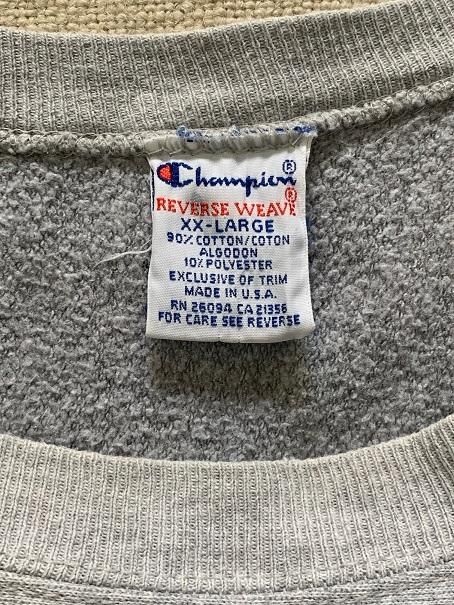 Champion®
REVERSE WEAVE®
XX-LARGE
90% COTTON/COTON
ALGODON
10% POLYESTER
EXCLUSIVE OF TRIM
MADE IN U.S.A.
RN 26094 CA 21356
FOR CARE SEE REVERSE